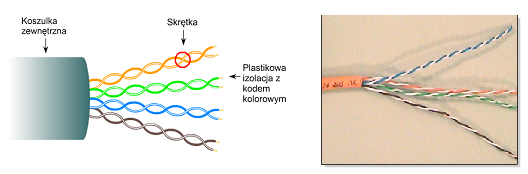 Koszulka
zewnętrzna
Skrętka
Plastikowa
izolacja z
kodem
kolorowym